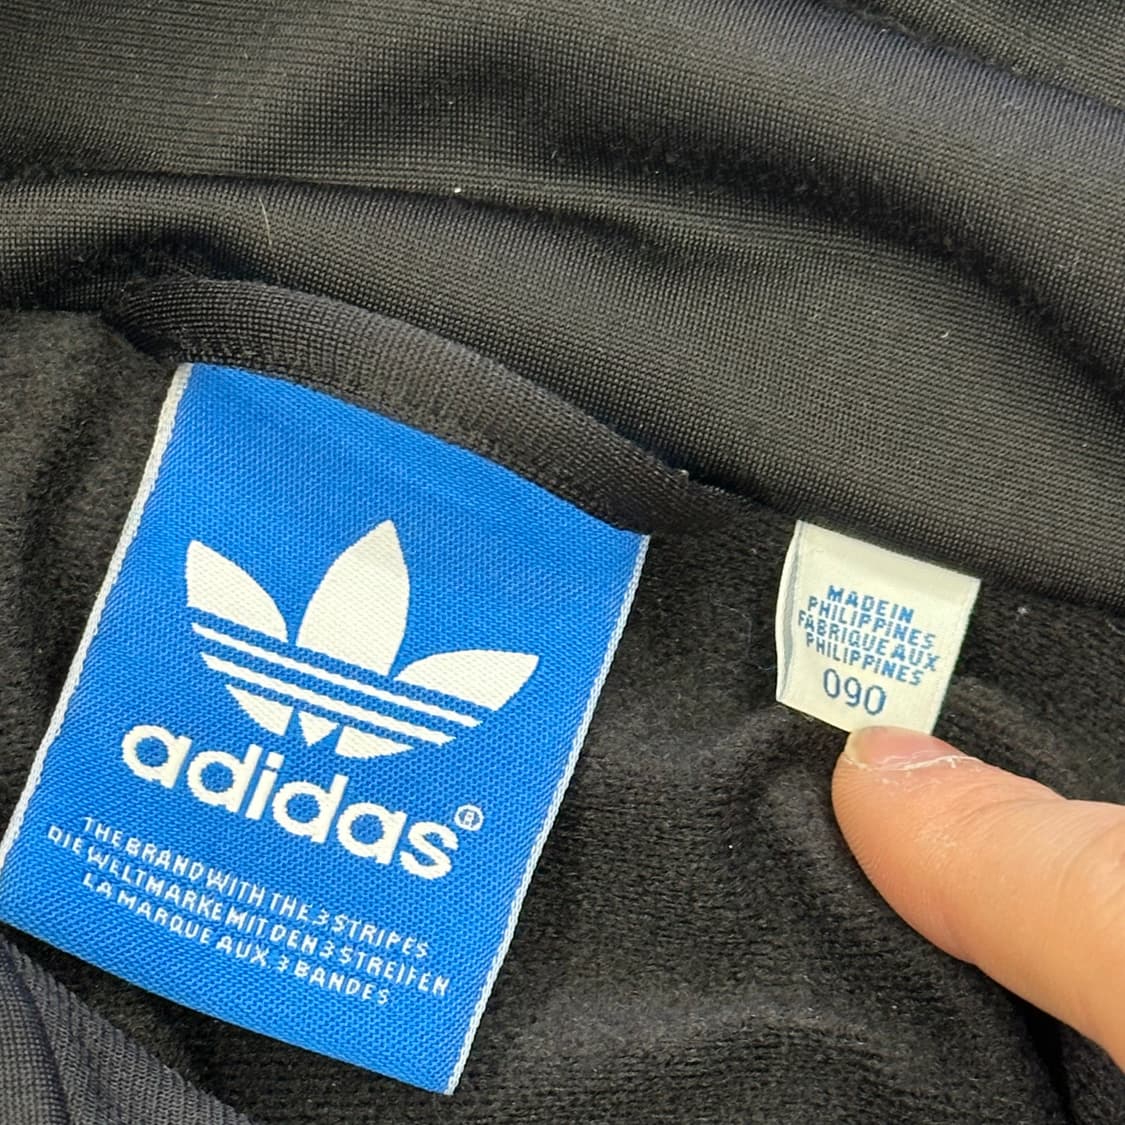 adidas®
THE BRAND WITH THE 3 STRIPES
DIE WELTMARKE MIT DEN 3 STREIFEN
LA MARQUE AUX 3 BANDES
MADE IN
PHILIPPINES
FABRIQUE AUX
PHILIPPINES
090